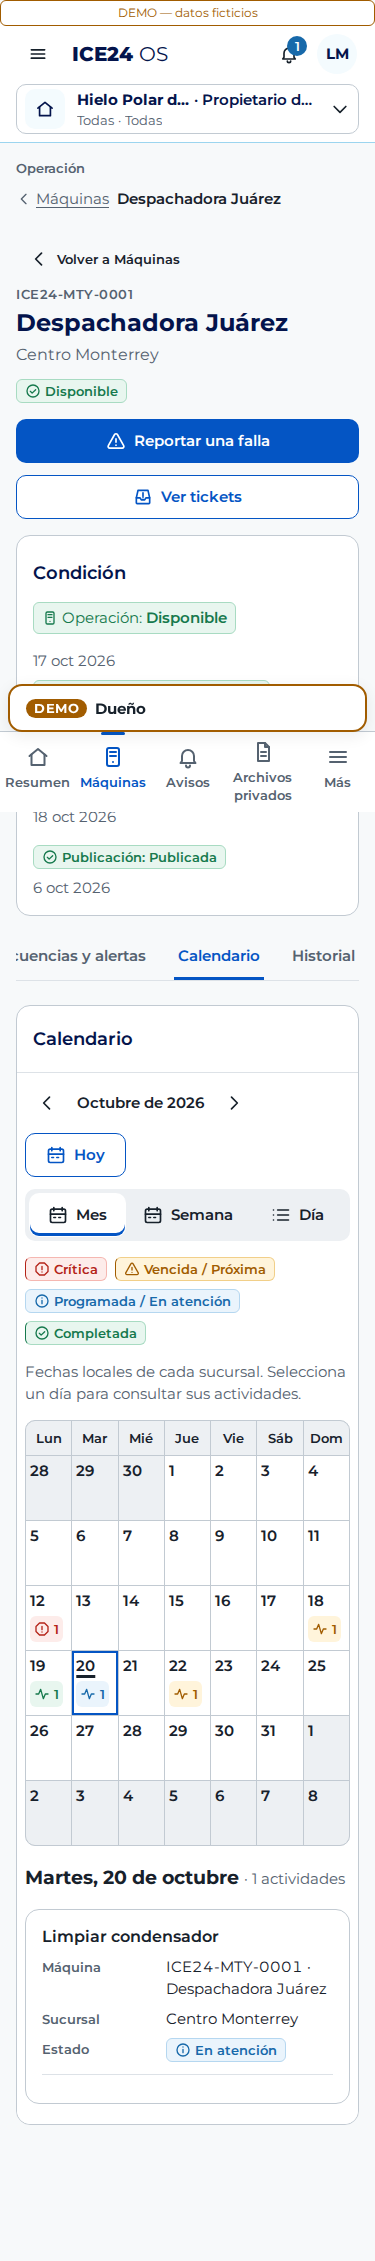 DEMO — datos ficticios
ICE24 OS
1
LM
Hielo Polar d... · Propietario d...
Todas · Todas
Operación
Máquinas Despachadora Juárez
Volver a Máquinas
ICE24-MTY-0001
Despachadora Juárez
Centro Monterrey
Disponible
Reportar una falla
Ver tickets
Condición
Operación: Disponible
17 oct 2026
DEMO Dueño
Resumen Máquinas Avisos Archivos privados Más
18 oct 2026
Publicación: Publicada
6 oct 2026
cuencias y alertas Calendario Historial
Calendario
Octubre de 2026
Hoy
Mes Semana Día
Crítica Vencida / Próxima
Programada / En atención
Completada
Fechas locales de cada sucursal. Selecciona
un día para consultar sus actividades.
Lun Mar Mié Jue Vie Sáb Dom
28 29 30 1 2 3 4
5 6 7 8 9 10 11
12 13 14 15 16 17 18
1 1
19 20 21 22 23 24 25
1 1 1
26 27 28 29 30 31 1
2 3 4 5 6 7 8
Martes, 20 de octubre · 1 actividades
Limpiar condensador
Máquina ICE24-MTY-0001 ·
Despachadora Juárez
Sucursal Centro Monterrey
Estado En atención